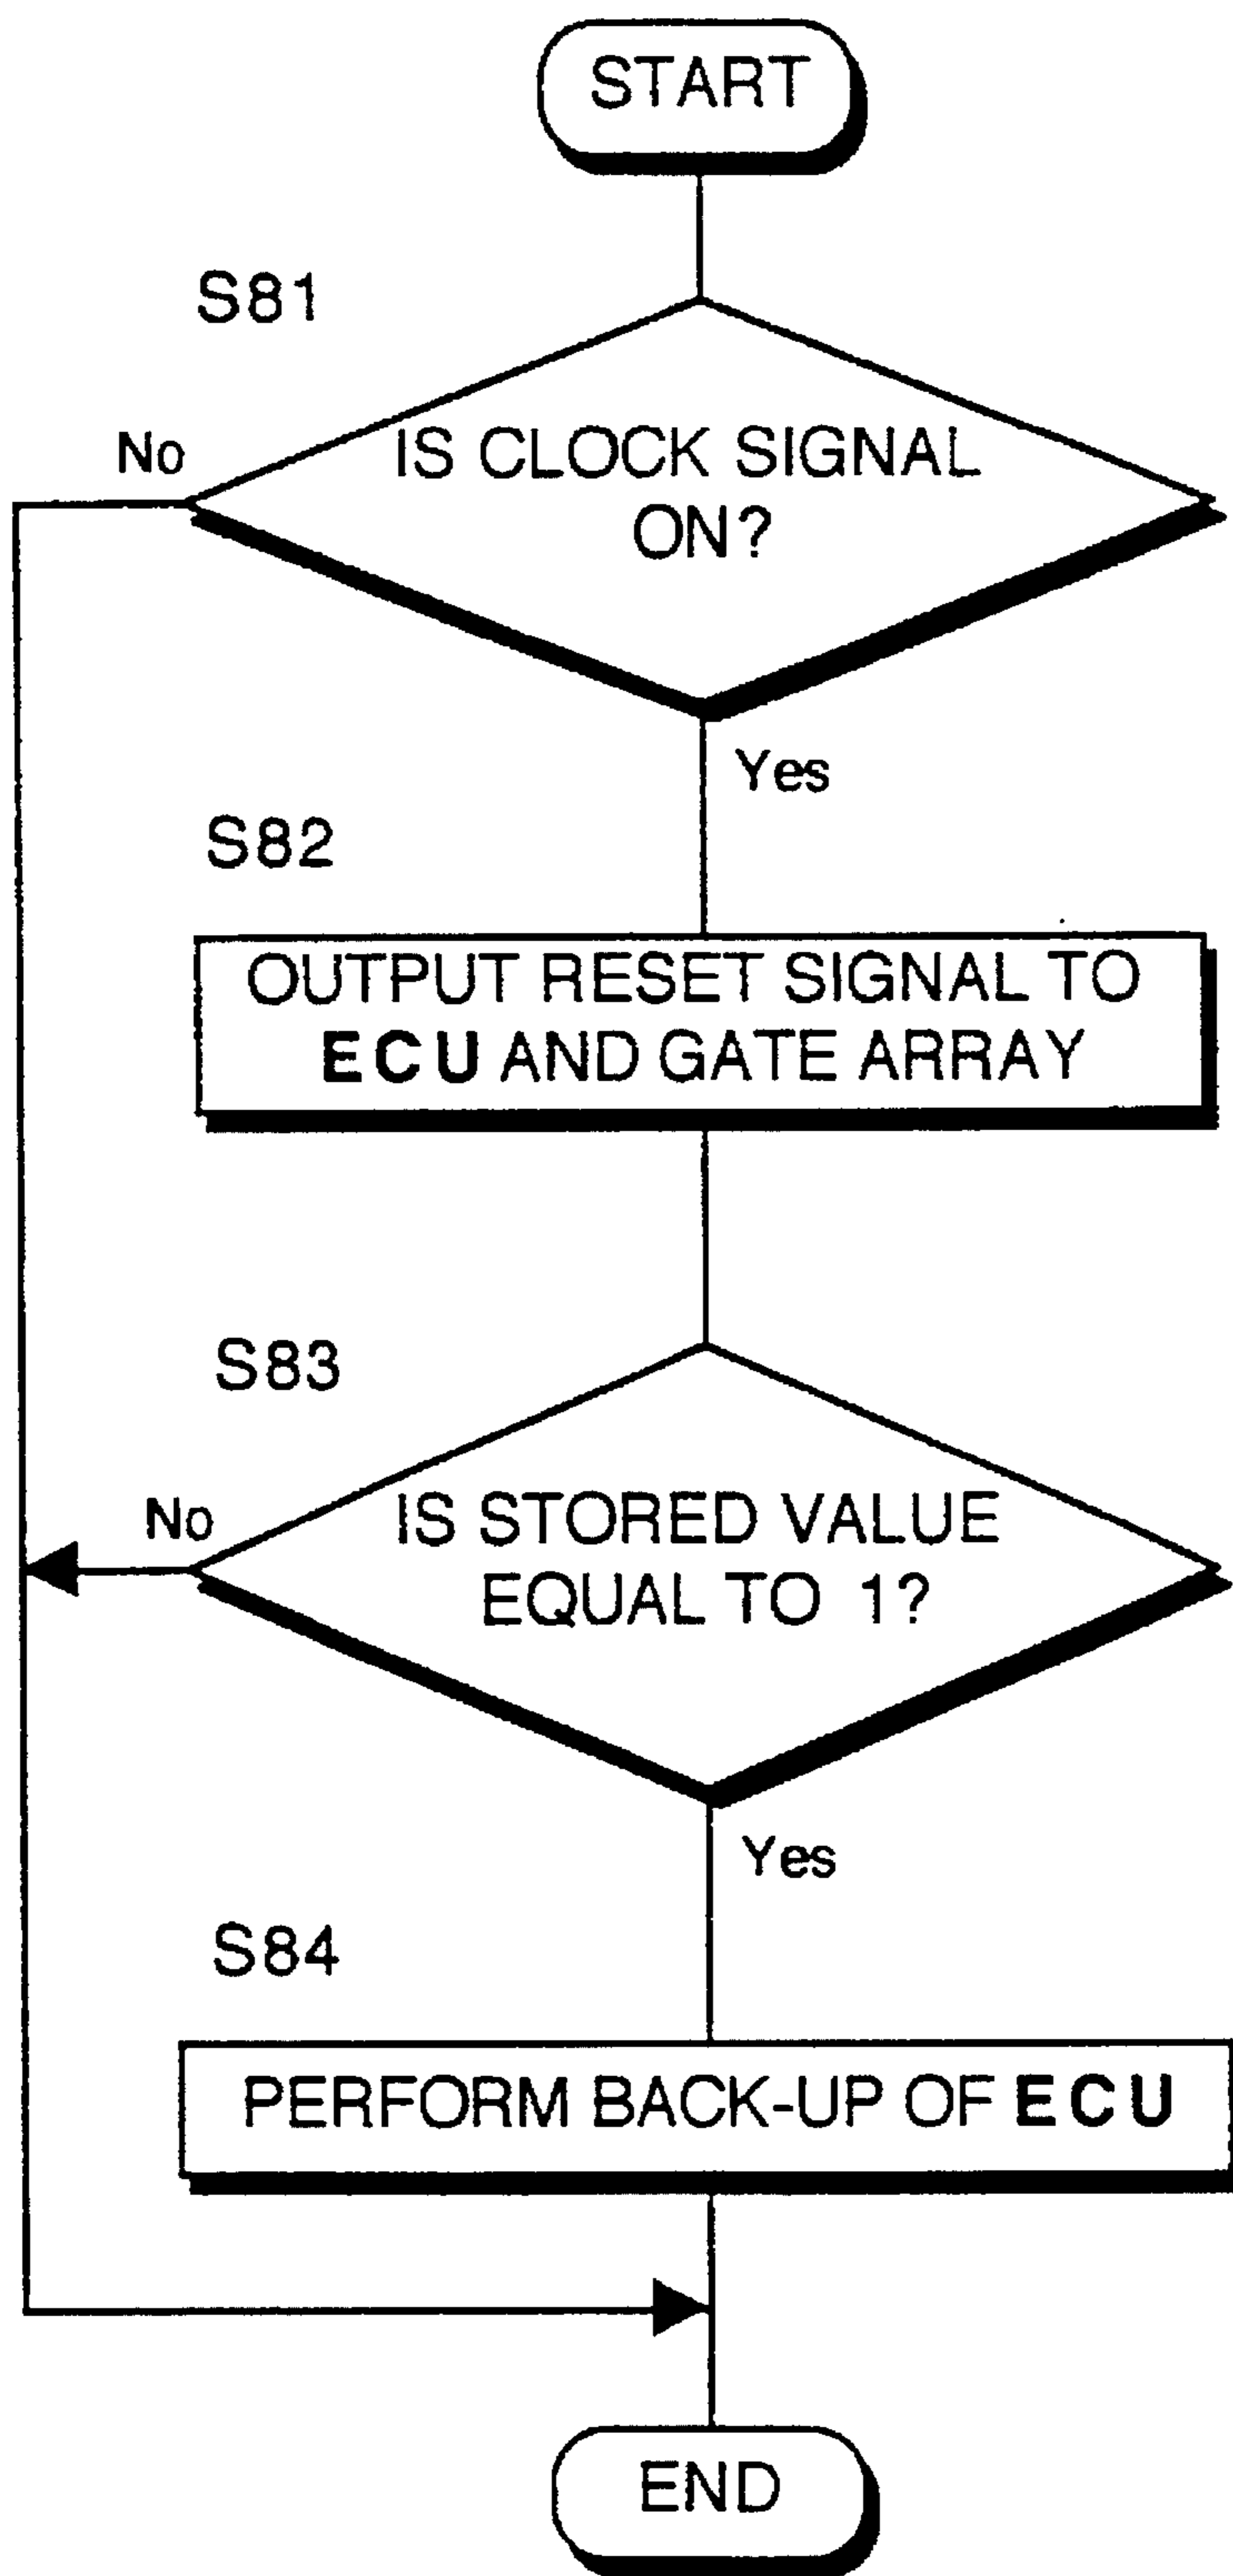 START
S81
No
IS CLOCK SIGNAL
ON?
Yes
S82
OUTPUT RESET SIGNAL TO
ECU AND GATE ARRAY
S83
No
IS STORED VALUE
EQUAL TO 1?
Yes
S84
PERFORM BACK-UP OF ECU
END